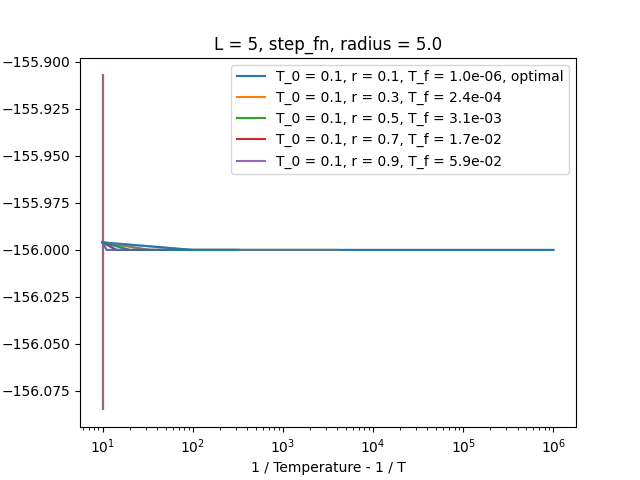 L = 5, step_fn, radius = 5.0
−155.900
−155.925
−155.950
−155.975
−156.000
−156.025
−156.050
−156.075
T_0 = 0.1, r = 0.1, T_f = 1.0e-06, optimal
T_0 = 0.1, r = 0.3, T_f = 2.4e-04
T_0 = 0.1, r = 0.5, T_f = 3.1e-03
T_0 = 0.1, r = 0.7, T_f = 1.7e-02
T_0 = 0.1, r = 0.9, T_f = 5.9e-02
10¹ 10² 10³ 10⁴ 10⁵ 10⁶
1 / Temperature - 1 / T